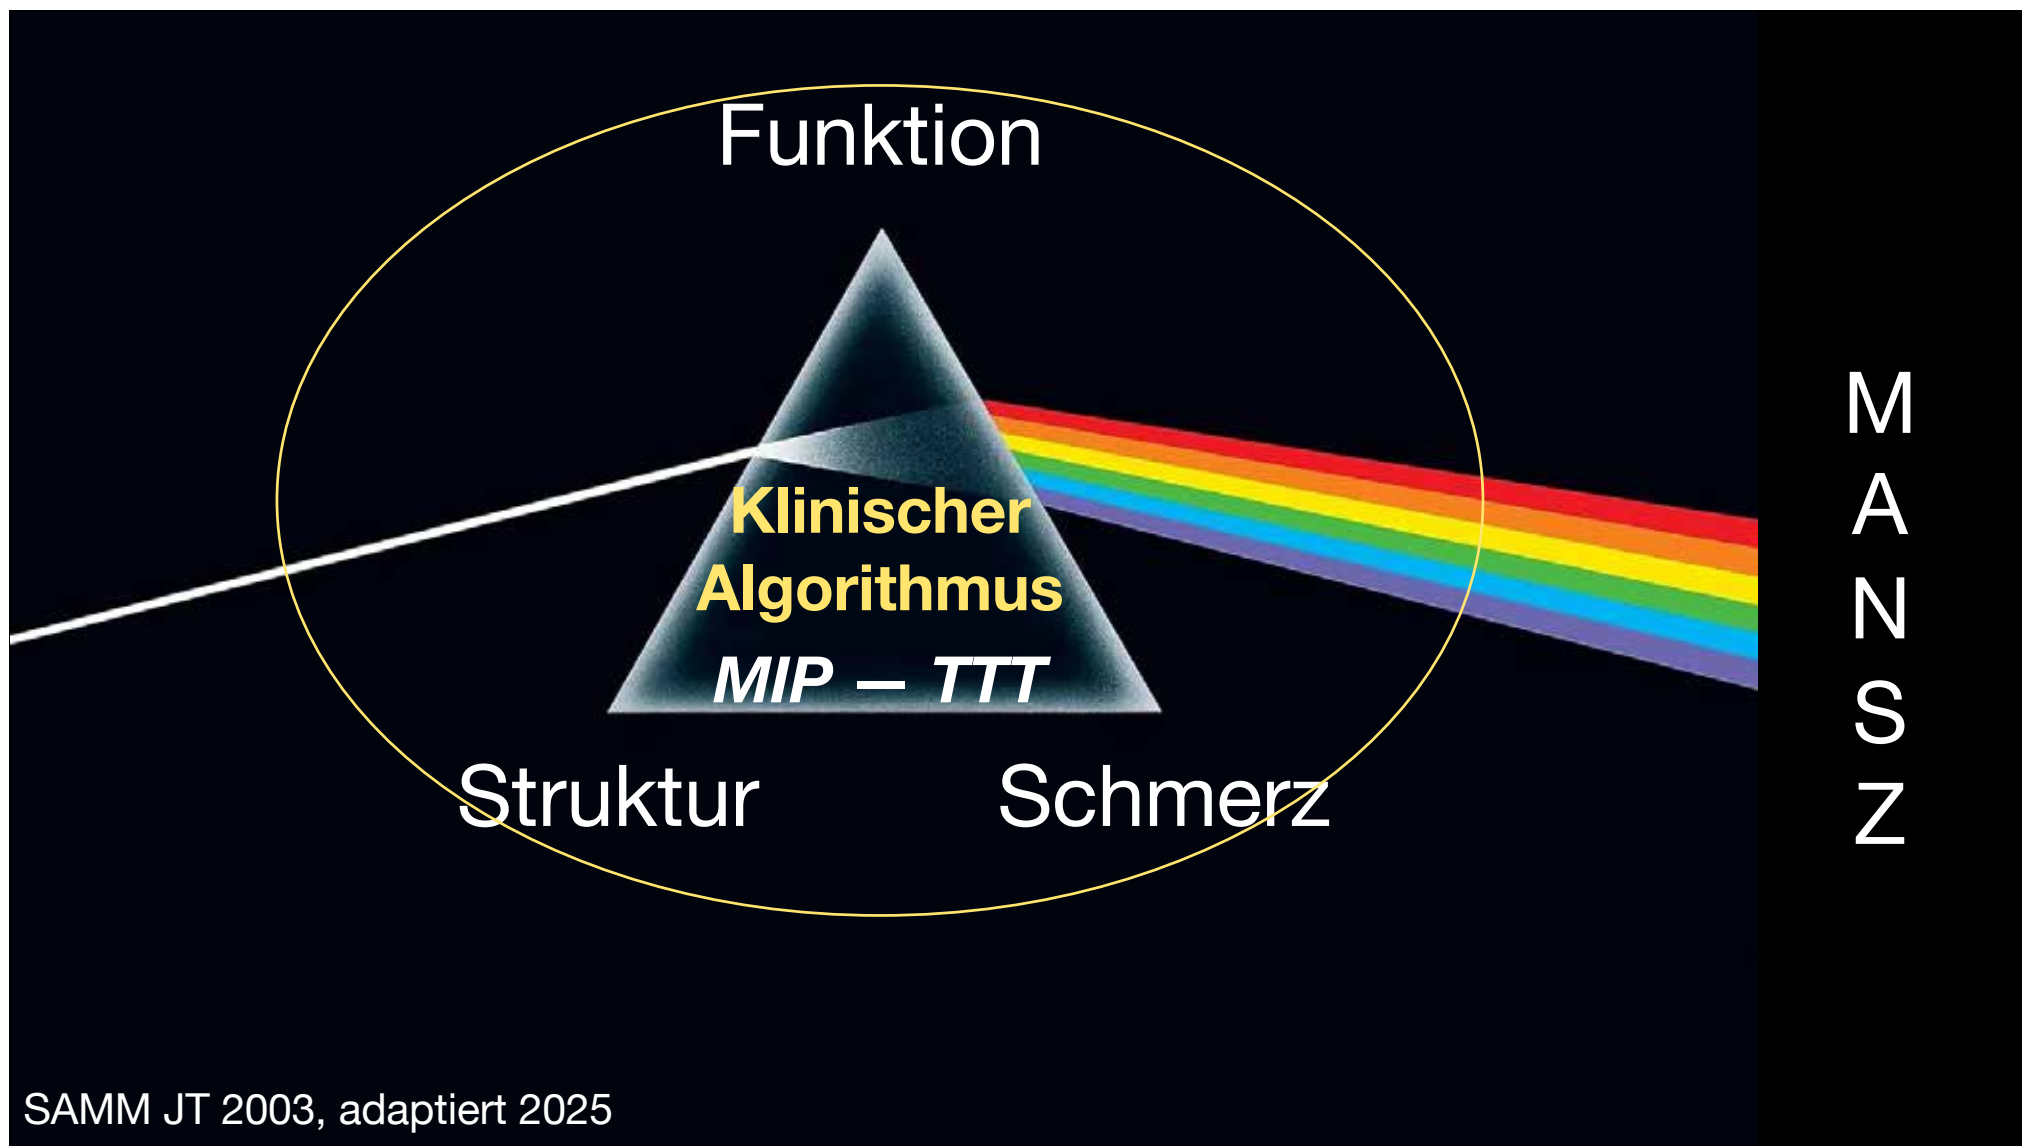 Funktion
Klinischer
Algorithmus
MIP – TTT
Struktur
Schmerz
M
A
N
S
Z
SAMM JT 2003, adaptiert 2025